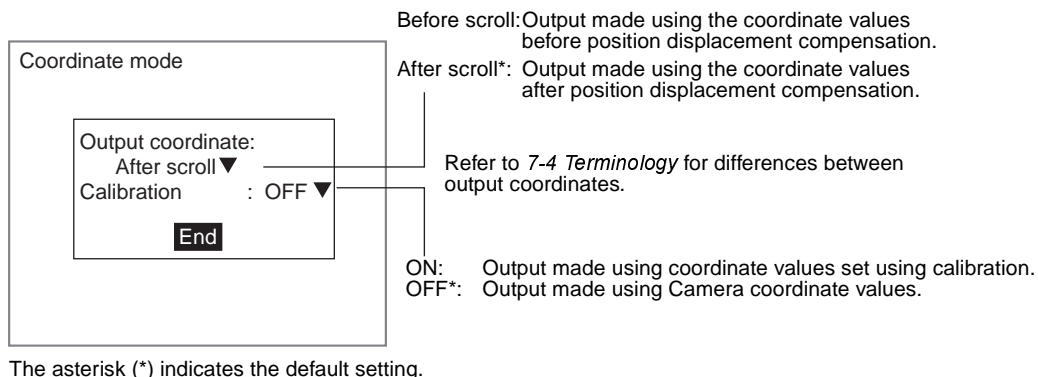 Before scroll:Output made using the coordinate values
before position displacement compensation.
Coordinate mode
After scroll*: Output made using the coordinate values
after position displacement compensation.
Output coordinate:
After scroll▼
Calibration : OFF ▼
End
Refer to 7-4 Terminology for differences between
output coordinates.
ON: Output made using coordinate values set using calibration.
OFF*: Output made using Camera coordinate values.
The asterisk (*) indicates the default setting.